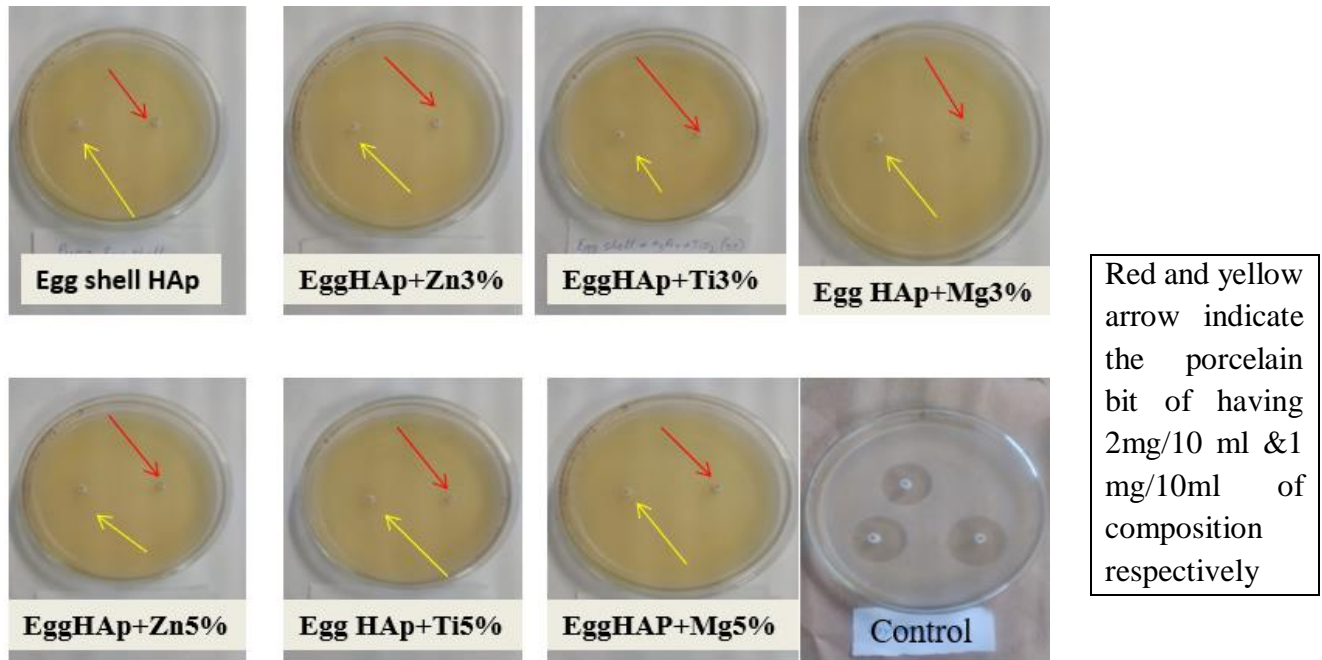 Egg shell HAp
EggHAp+Zn3%
EggHAp+Ti3%
Egg HAp+Mg3%
Red and yellow
arrow indicate
the porcelain
bit of having
2mg/10 ml &1
mg/10ml of
composition
respectively
EggHAp+Zn5%
Egg HAp+Ti5%
EggHAP+Mg5%
Control